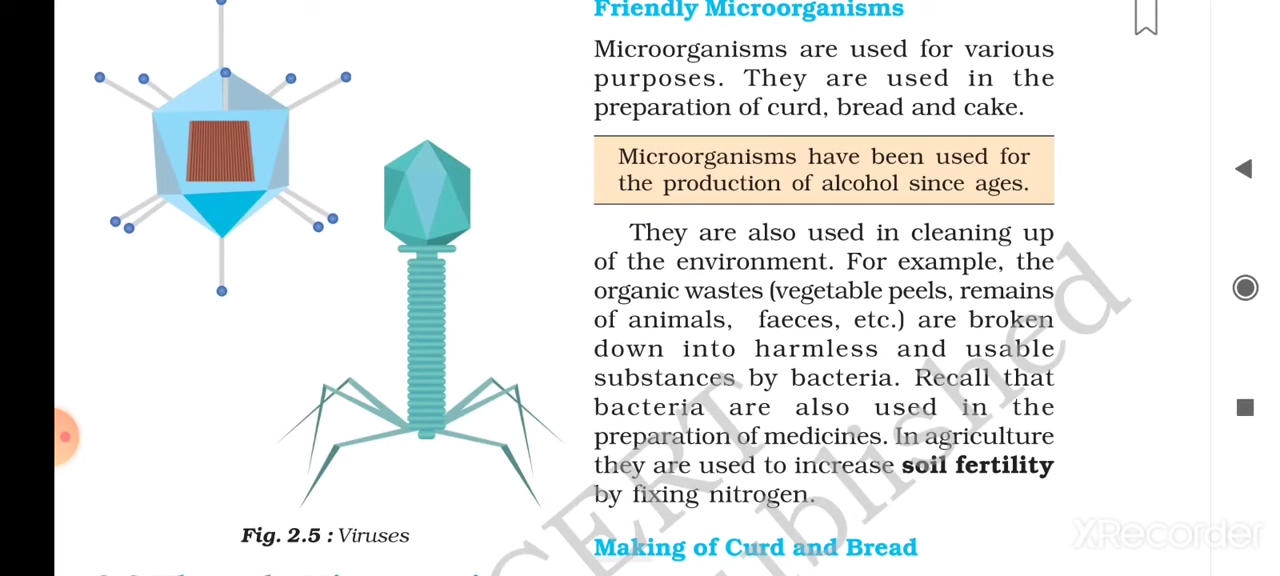 Friendly Microorganisms
Microorganisms are used for various
purposes. They are used in the
preparation of curd, bread and cake.
Microorganisms have been used for
the production of alcohol since ages.
They are also used in cleaning up
of the environment. For example, the
organic wastes (vegetable peels, remains
of animals, faeces, etc.) are broken
down into harmless and usable
substances by bacteria. Recall that
bacteria are also used in the
preparation of medicines. In agriculture
they are used to increase soil fertility
by fixing nitrogen.
Fig. 2.5 : Viruses
Making of Curd and Bread
XRecorder